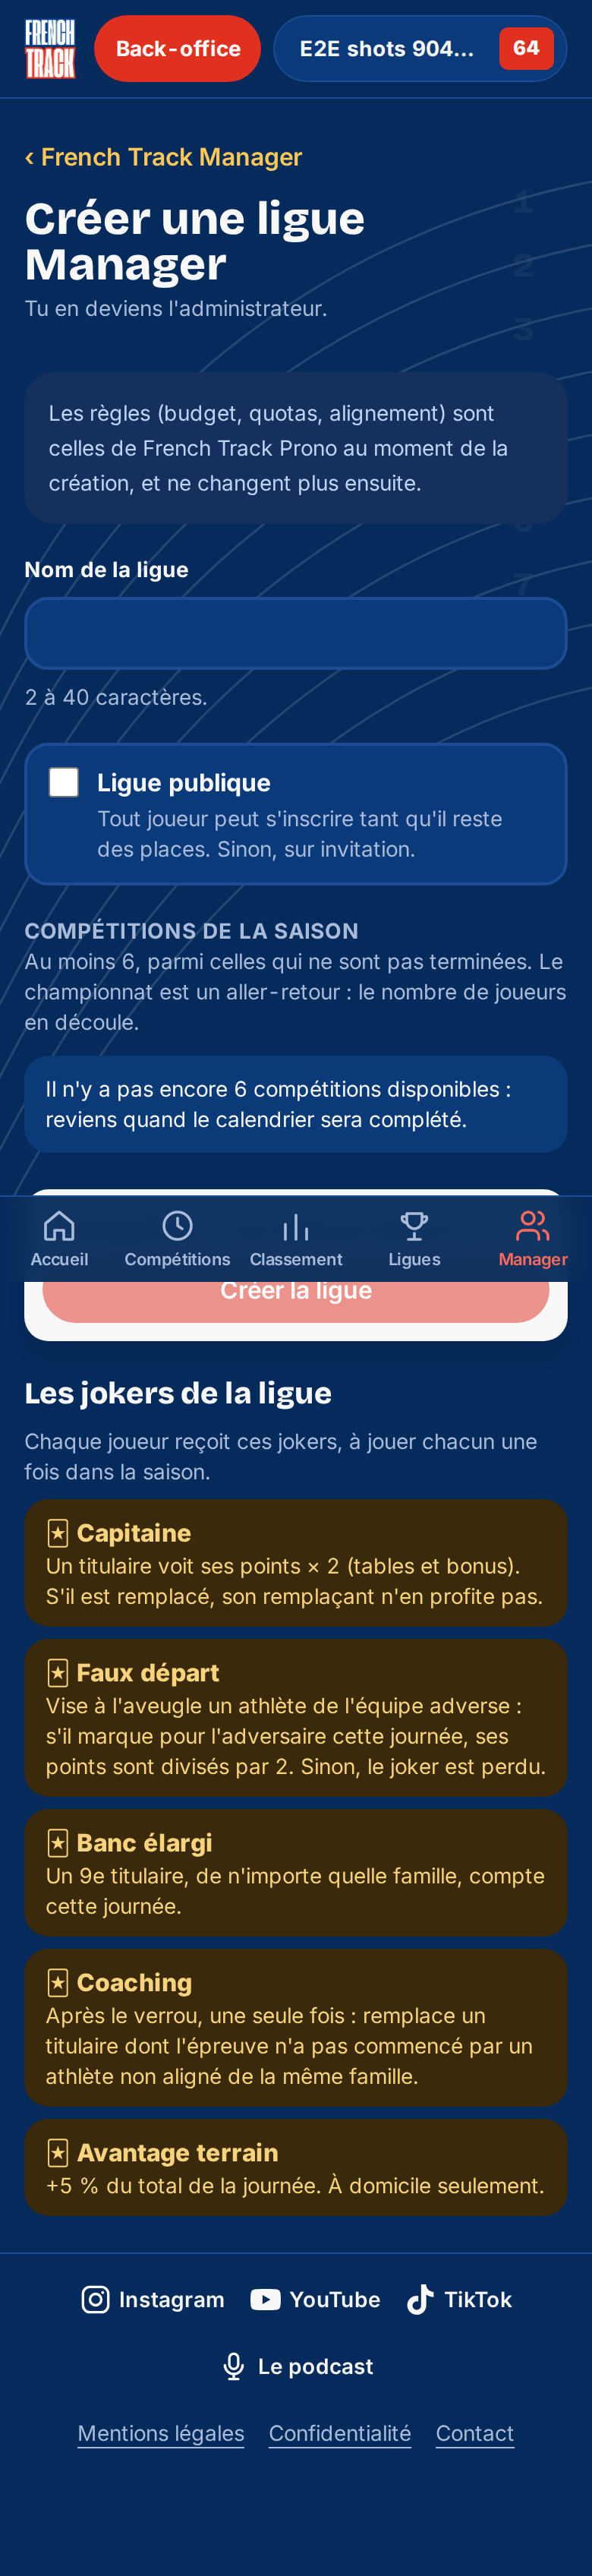 FRENCH
TRACK
Back-office
E2E shots 904...
64
‹ French Track Manager
Créer une ligue
Manager
Tu en deviens l'administrateur.
1
2
3
Les règles (budget, quotas, alignement) sont
celles de French Track Prono au moment de la
création, et ne changent plus ensuite.
7
Nom de la ligue
2 à 40 caractères.
Ligue publique
Tout joueur peut s'inscrire tant qu'il reste
des places. Sinon, sur invitation.
COMPÉTITIONS DE LA SAISON
Au moins 6, parmi celles qui ne sont pas terminées. Le
championnat est un aller-retour : le nombre de joueurs
en découle.
Il n'y a pas encore 6 compétitions disponibles :
reviens quand le calendrier sera complété.
Accueil
Compétitions
Classement
Ligues
Manager
Créer la ligue
Les jokers de la ligue
Chaque joueur reçoit ces jokers, à jouer chacun une
fois dans la saison.
Capitaine
Un titulaire voit ses points × 2 (tables et bonus).
S'il est remplacé, son remplaçant n'en profite pas.
Faux départ
Vise à l'aveugle un athlète de l'équipe adverse :
s'il marque pour l'adversaire cette journée, ses
points sont divisés par 2. Sinon, le joker est perdu.
Banc élargi
Un 9e titulaire, de n'importe quelle famille, compte
cette journée.
Coaching
Après le verrou, une seule fois : remplace un
titulaire dont l'épreuve n'a pas commencé par un
athlète non aligné de la même famille.
Avantage terrain
+5 % du total de la journée. À domicile seulement.
Instagram
YouTube
TikTok
Le podcast
Mentions légales
Confidentialité
Contact